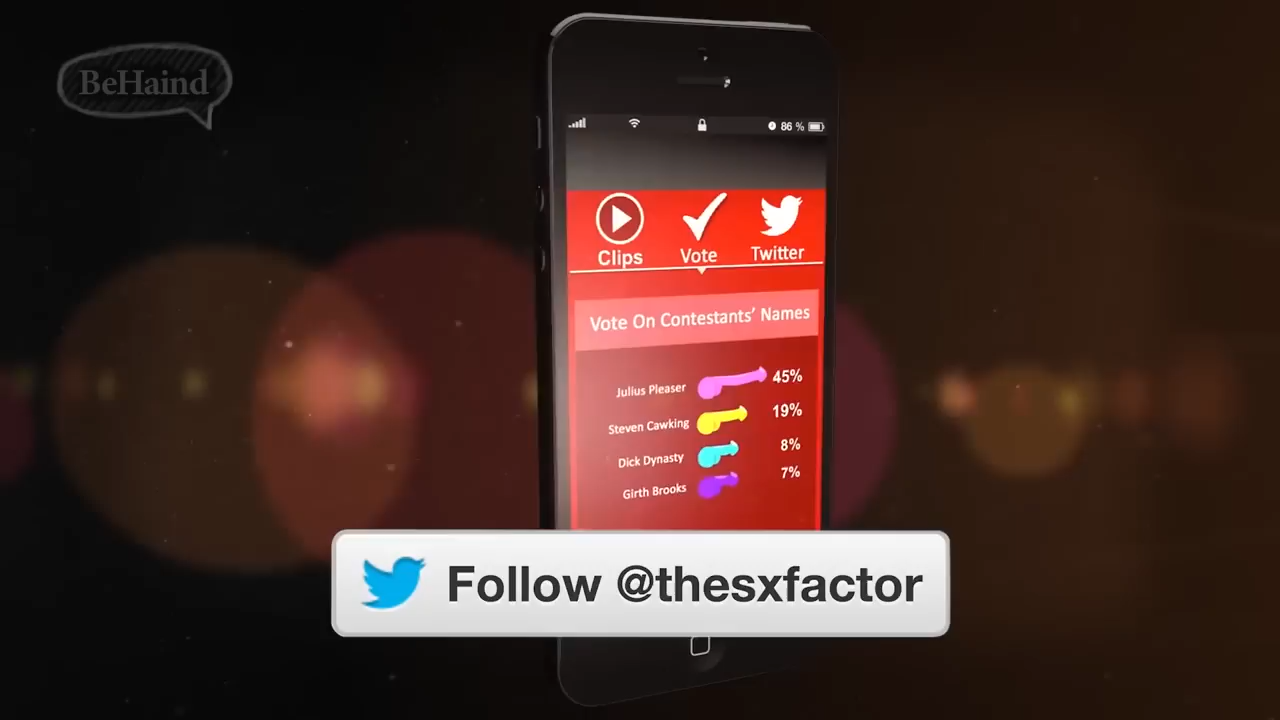 BeHaind
86 %
Clips Vote Twitter
Vote On Contestants' Names
Julius Pleaser 45%
Steven Cawking 19%
Dick Dynasty 8%
Girth Brooks 7%
Follow @thesxfactor